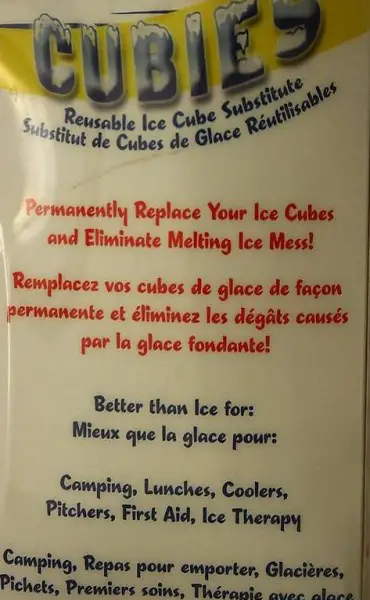 CUBIES
Reusable Ice Cube Substitute
Substitut de Cubes de Glace Réutilisables
Permanently Replace Your Ice Cubes
and Eliminate Melting Ice Mess!
Remplacez vos cubes de glace de façon
permanente et éliminez les dégâts causés
par la glace fondante!
Better than Ice for:
Mieux que la glace pour:
Camping, Lunches, Coolers,
Pitchers, First Aid, Ice Therapy
Camping, Repas pour emporter, Glacières,
Pichets, Premiers soins, Thérapie avec glace